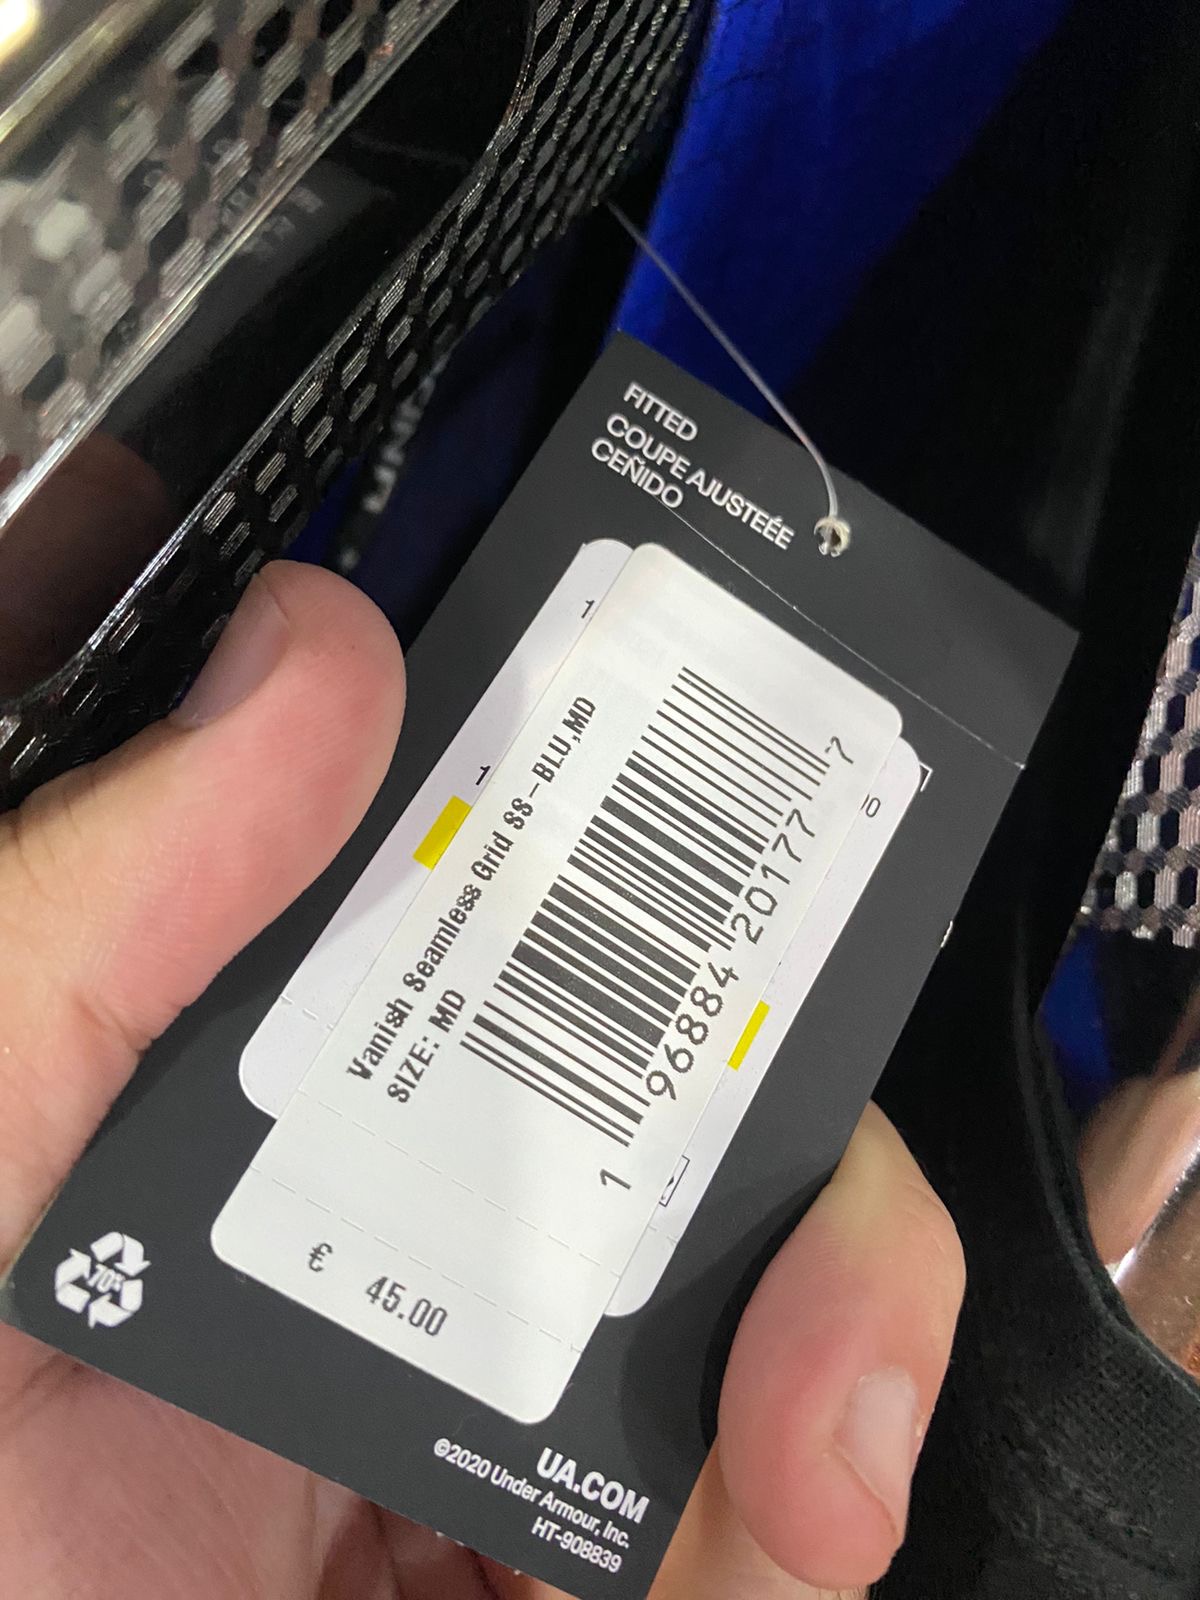 FITTED
COUPE AJUSTEÉE
CEÑIDO
Vanish Seamless Grid SS-BLU,MD
SIZE: MD
1 96884 20177 7
€ 45.00
70%
UA.COM
©2020 Under Armour, Inc.
HT-908839